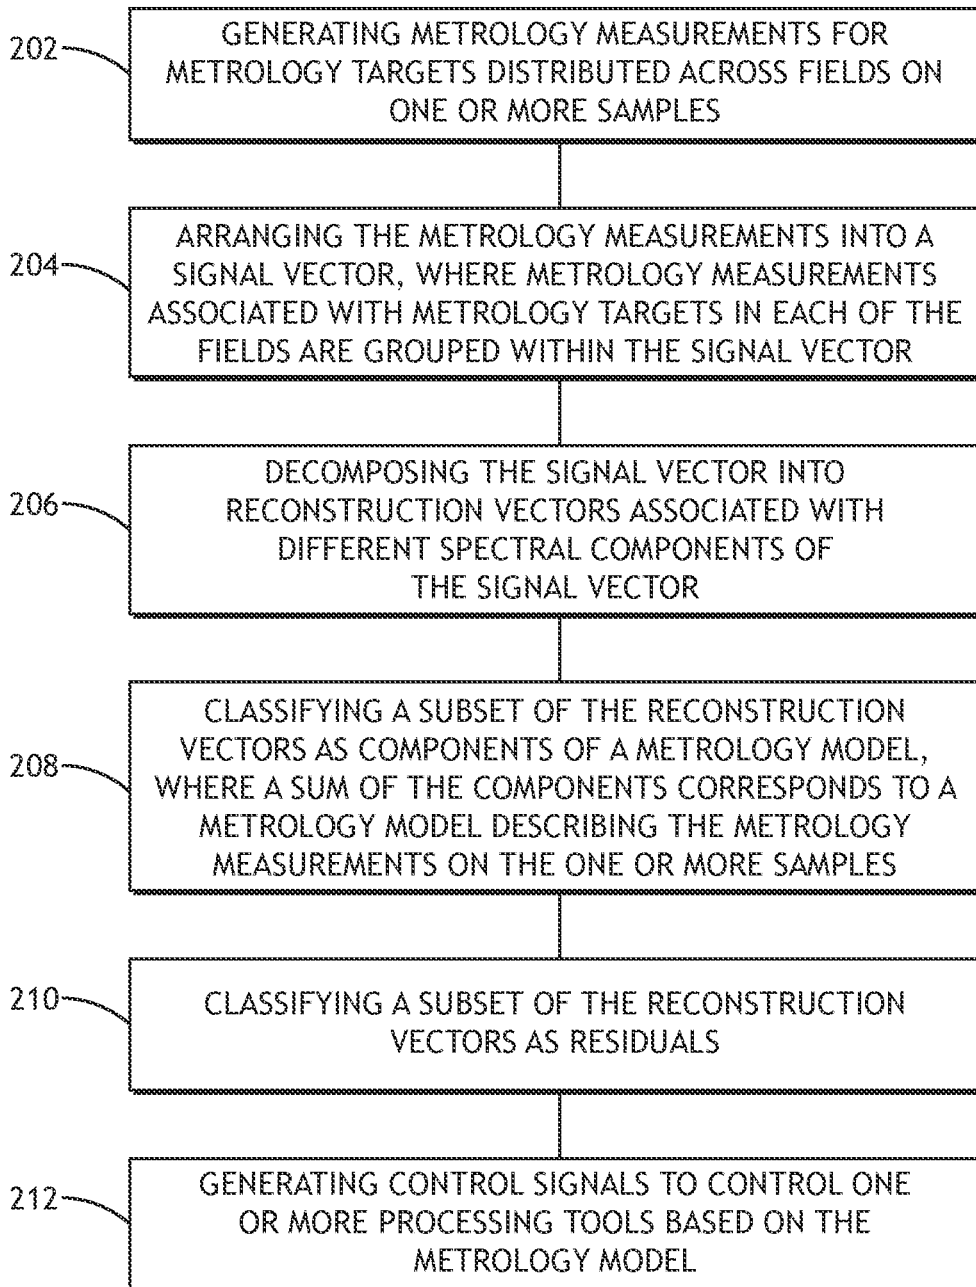 202
GENERATING METROLOGY MEASUREMENTS FOR
METROLOGY TARGETS DISTRIBUTED ACROSS FIELDS ON
ONE OR MORE SAMPLES
204
ARRANGING THE METROLOGY MEASUREMENTS INTO A
SIGNAL VECTOR, WHERE METROLOGY MEASUREMENTS
ASSOCIATED WITH METROLOGY TARGETS IN EACH OF THE
FIELDS ARE GROUPED WITHIN THE SIGNAL VECTOR
206
DECOMPOSING THE SIGNAL VECTOR INTO
RECONSTRUCTION VECTORS ASSOCIATED WITH
DIFFERENT SPECTRAL COMPONENTS OF
THE SIGNAL VECTOR
208
CLASSIFYING A SUBSET OF THE RECONSTRUCTION
VECTORS AS COMPONENTS OF A METROLOGY MODEL,
WHERE A SUM OF THE COMPONENTS CORRESPONDS TO A
METROLOGY MODEL DESCRIBING THE METROLOGY
MEASUREMENTS ON THE ONE OR MORE SAMPLES
210
CLASSIFYING A SUBSET OF THE RECONSTRUCTION
VECTORS AS RESIDUALS
212
GENERATING CONTROL SIGNALS TO CONTROL ONE
OR MORE PROCESSING TOOLS BASED ON THE
METROLOGY MODEL